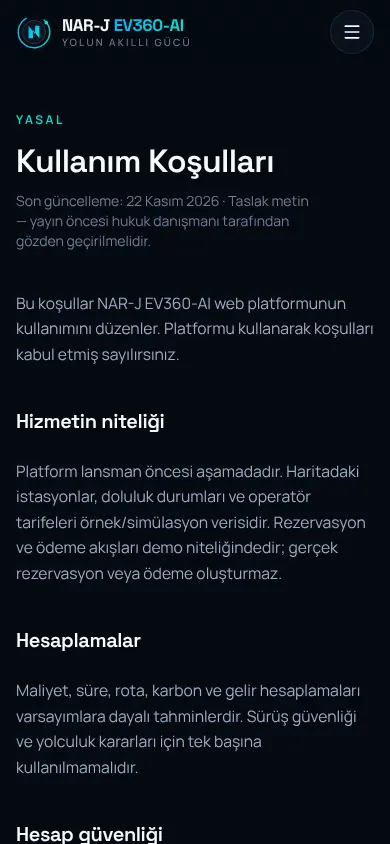 NAR-J EV360-AI
YOLUN AKILLI GÜCÜ
YASAL
Kullanım Koşulları
Son güncelleme: 22 Kasım 2026 · Taslak metin
— yayın öncesi hukuk danışmanı tarafından
gözden geçirilmelidir.
Bu koşullar NAR-J EV360-AI web platformunun
kullanımını düzenler. Platformu kullanarak koşulları
kabul etmiş sayılırsınız.
Hizmetin niteliği
Platform lansman öncesi aşamadadır. Haritadaki
istasyonlar, doluluk durumları ve operatör
tarifeleri örnek/simülasyon verisidir. Rezervasyon
ve ödeme akışları demo niteliğindedir; gerçek
rezervasyon veya ödeme oluşturmaz.
Hesaplamalar
Maliyet, süre, rota, karbon ve gelir hesaplamaları
varsayımlara dayalı tahminlerdir. Sürüş güvenliği
ve yolculuk kararları için tek başına
kullanılmamalıdır.
Hesap güvenliği